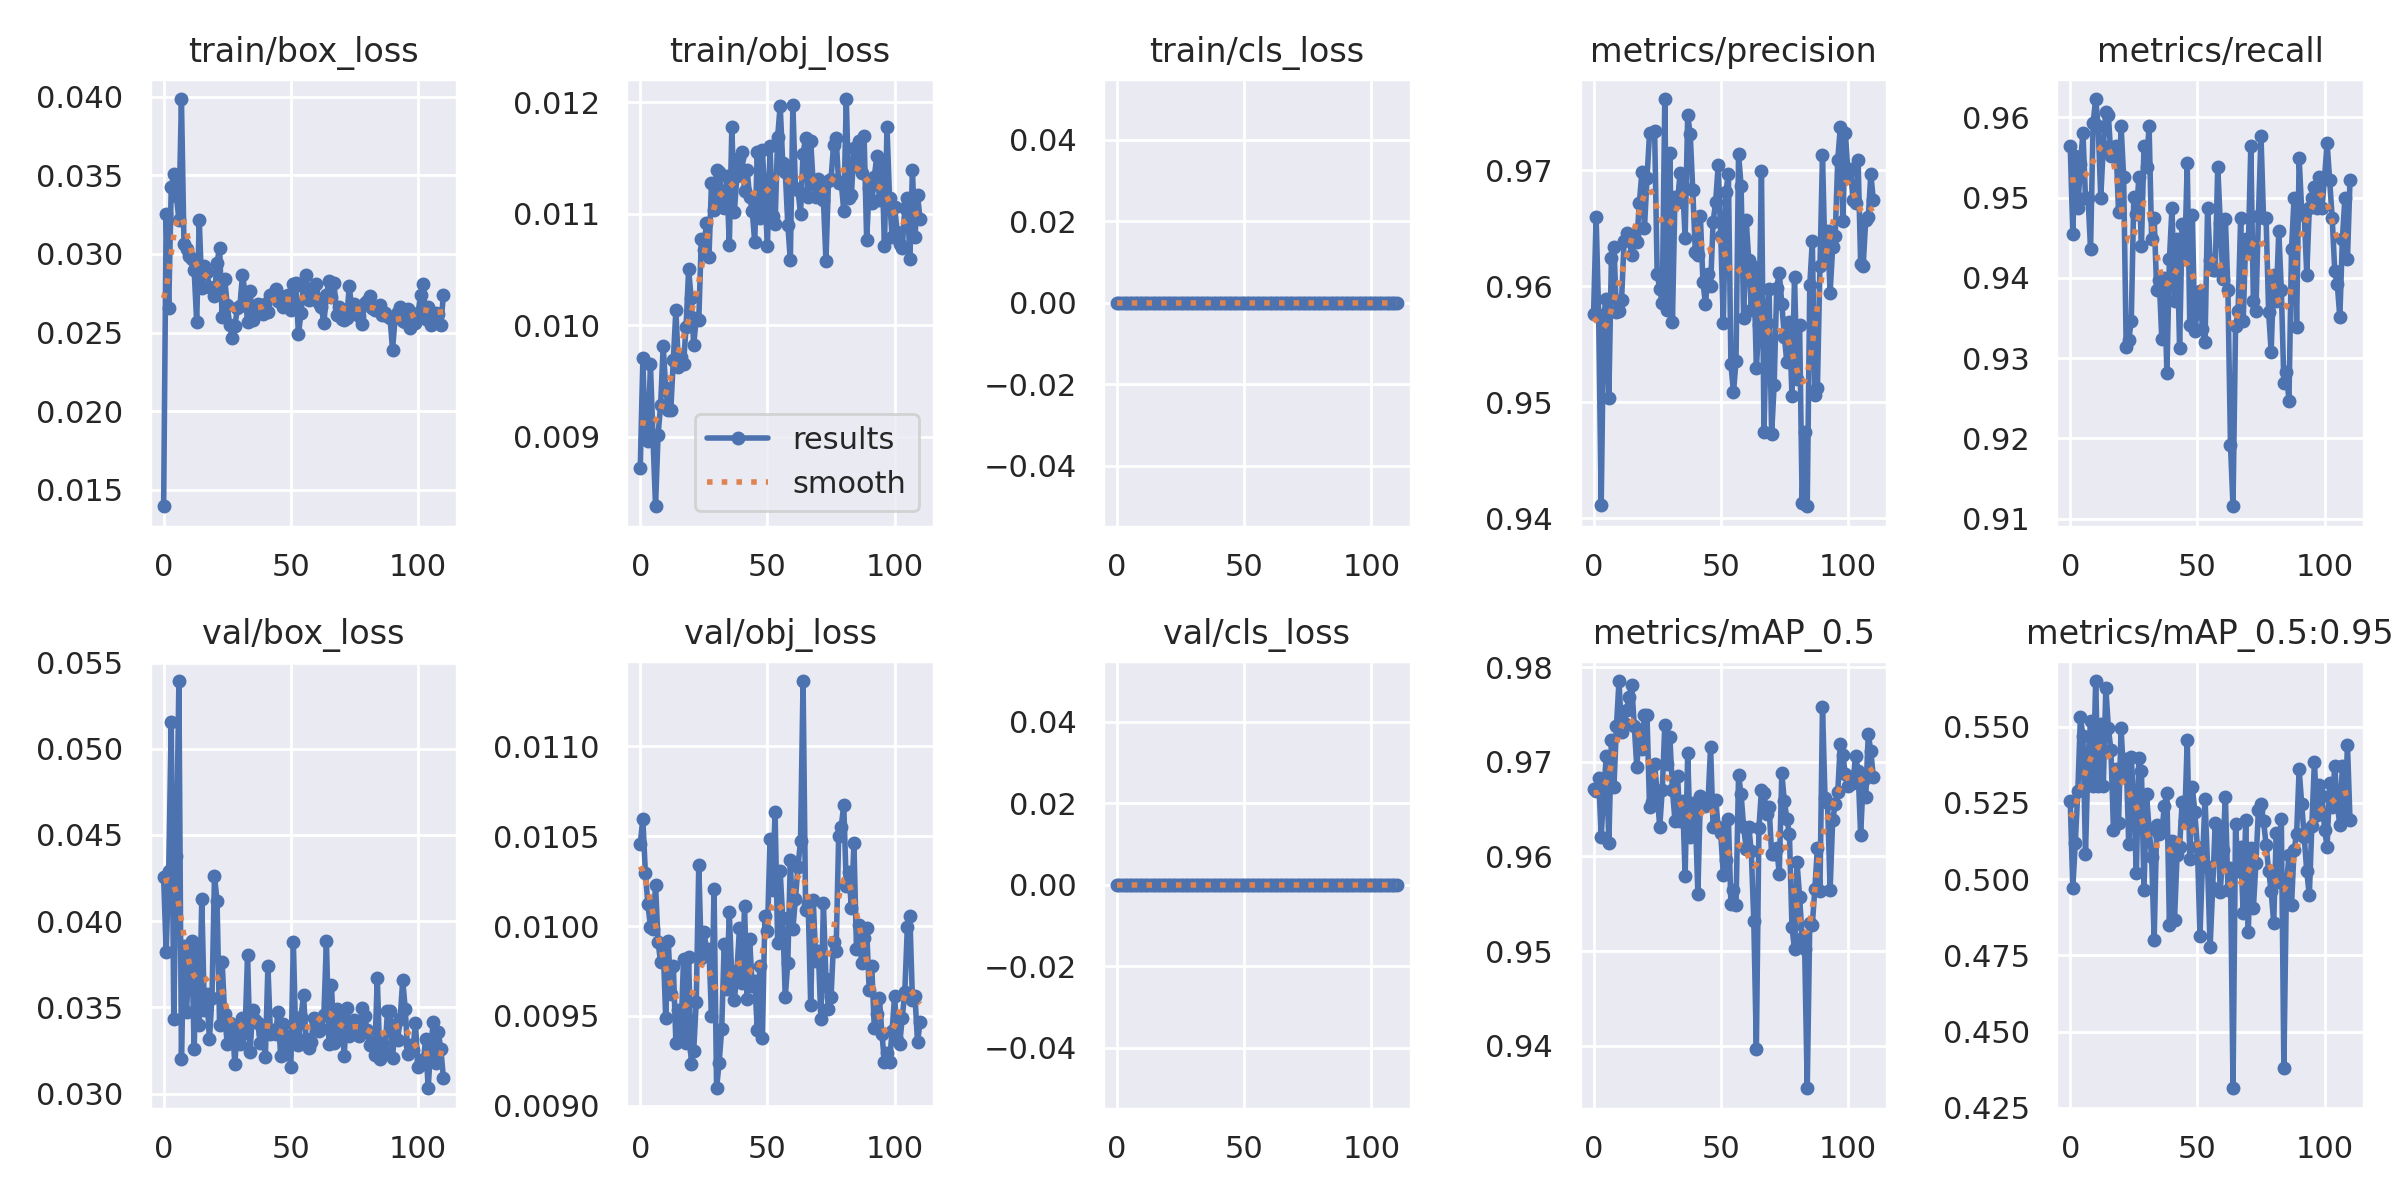 train/box_loss
train/obj_loss
train/cls_loss
metrics/precision
metrics/recall
0.040
0.035
0.030
0.025
0.020
0.015
0 50 100
0.012
0.011
0.010
0.009
results
smooth
0 50 100
0.04
0.02
0.00
−0.02
−0.04
0 50 100
0.97
0.96
0.95
0.94
0 50 100
0.96
0.95
0.94
0.93
0.92
0.91
0 50 100
val/box_loss
val/obj_loss
val/cls_loss
metrics/mAP_0.5
metrics/mAP_0.5:0.95
0.055
0.050
0.045
0.040
0.035
0.030
0 50 100
0.0110
0.0105
0.0100
0.0095
0.0090
0 50 100
0.04
0.02
0.00
−0.02
−0.04
0 50 100
0.98
0.97
0.96
0.95
0.94
0 50 100
0.550
0.525
0.500
0.475
0.450
0.425
0 50 100